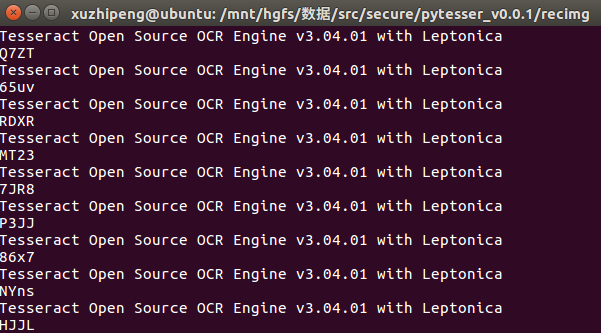 xuzhipeng@ubuntu: /mnt/hgfs/数据/src/secure/pytesser_v0.0.1/recimg
Tesseract Open Source OCR Engine v3.04.01 with Leptonica
Q7ZT
Tesseract Open Source OCR Engine v3.04.01 with Leptonica
65uv
Tesseract Open Source OCR Engine v3.04.01 with Leptonica
RDXR
Tesseract Open Source OCR Engine v3.04.01 with Leptonica
MT23
Tesseract Open Source OCR Engine v3.04.01 with Leptonica
7JR8
Tesseract Open Source OCR Engine v3.04.01 with Leptonica
P3JJ
Tesseract Open Source OCR Engine v3.04.01 with Leptonica
86x7
Tesseract Open Source OCR Engine v3.04.01 with Leptonica
NYns
Tesseract Open Source OCR Engine v3.04.01 with Leptonica
HJJL